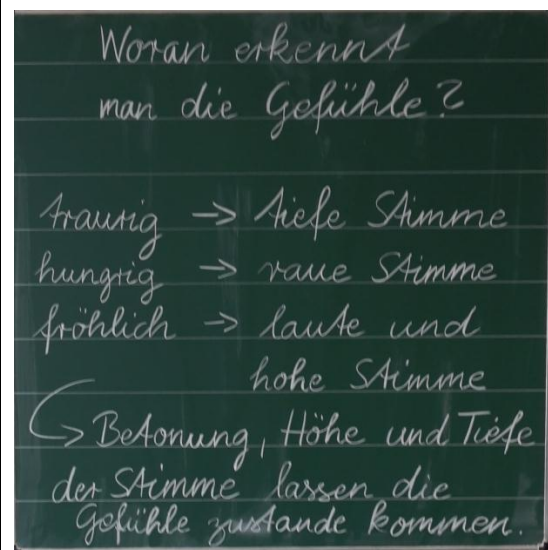 Woran erkennt
man die Gefühle?
traurig → tiefe Stimme
hungrig → raue Stimme
fröhlich → laute und
hohe Stimme
→ Betonung, Höhe und Tiefe
der Stimme lassen die
Gefühle zustande kommen.